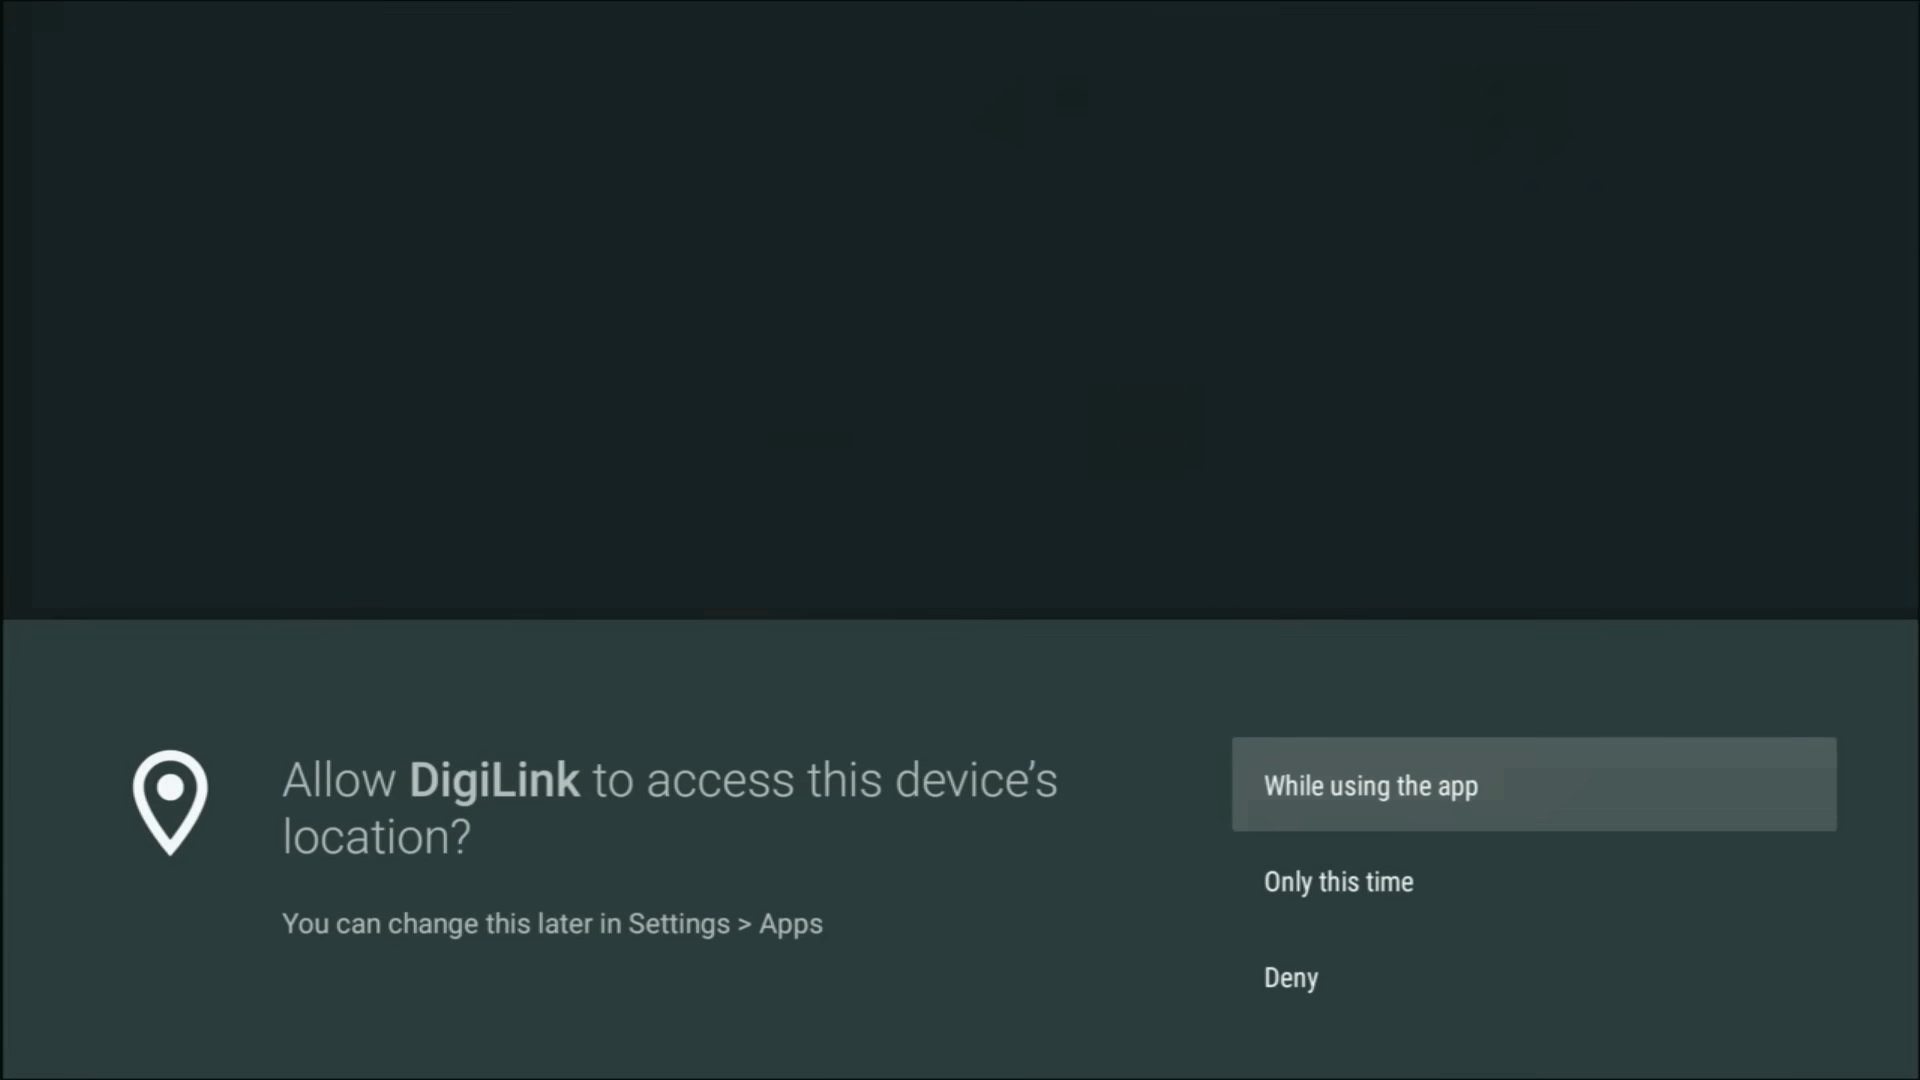 Allow DigiLink to access this device’s
location?
You can change this later in Settings > Apps
While using the app
Only this time
Deny